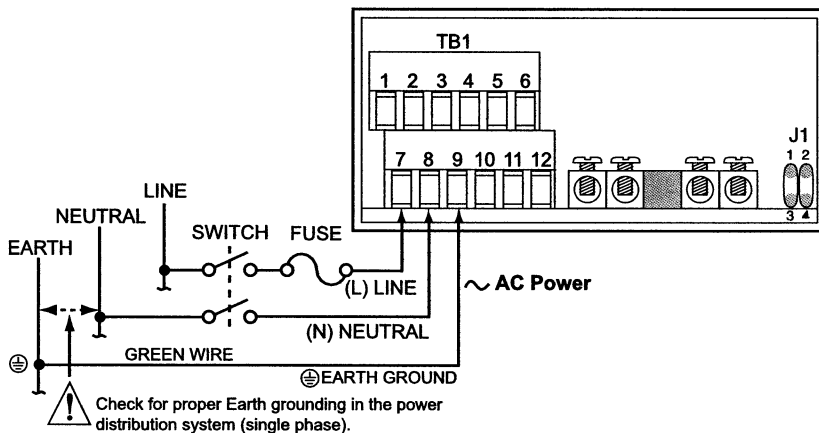 TB1
1 2 3 4 5 6
J1
1 2
7 8 9 10 11 12
3 4
LINE
NEUTRAL
EARTH
SWITCH FUSE
(L) LINE
∿ AC Power
(N) NEUTRAL
GREEN WIRE
EARTH GROUND
! Check for proper Earth grounding in the power
distribution system (single phase).